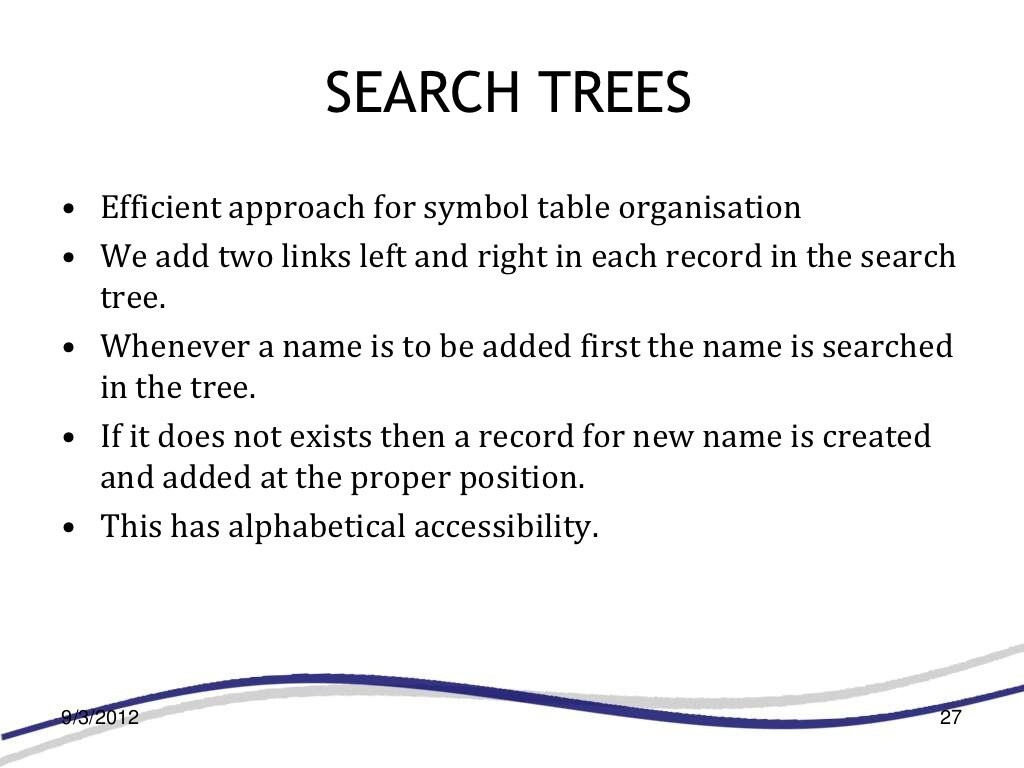 SEARCH TREES
• Efficient approach for symbol table organisation
• We add two links left and right in each record in the search
tree.
• Whenever a name is to be added first the name is searched
in the tree.
• If it does not exists then a record for new name is created
and added at the proper position.
• This has alphabetical accessibility.
9/3/2012
27